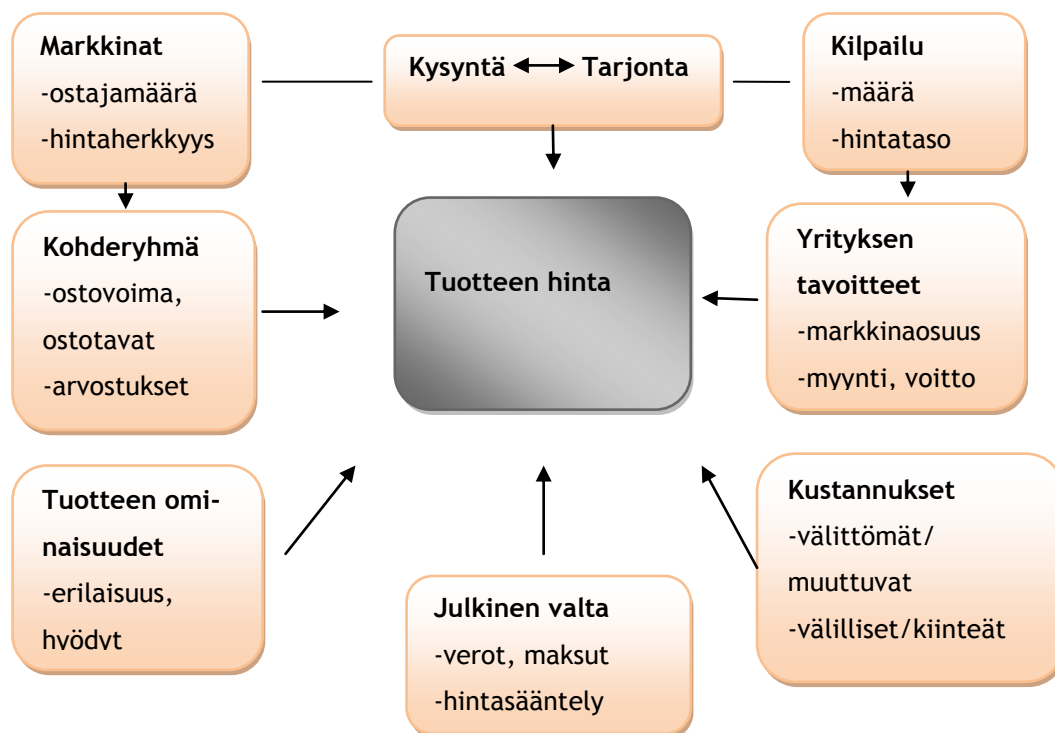 Markkinat
-ostajamäärä
-hintaherkkyys
Kysyntä Tarjonta
Kilpailu
-määrä
-hintataso
Kohderyhmä
-ostovoima,
ostotavat
-arvostukset
Tuotteen hinta
Yrityksen
tavoitteet
-markkinaosuus
-myynti, voitto
Tuotteen omi-
naisuudet
-erilaisuus,
hyödyt
Julkinen valta
-verot, maksut
-hintasääntely
Kustannukset
-välittömät/
muuttuvat
-välilliset/kiinteät